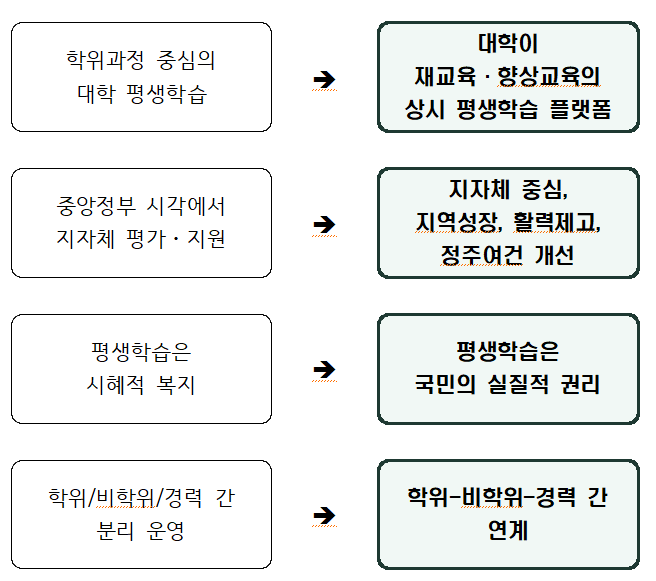 학위과정 중심의
대학 평생학습
➔
대학이
재교육·향상교육의
상시 평생학습 플랫폼
중앙정부 시각에서
지자체 평가·지원
➔
지자체 중심,
지역성장, 활력제고,
정주여건 개선
평생학습은
시혜적 복지
➔
평생학습은
국민의 실질적 권리
학위/비학위/경력 간
분리 운영
➔
학위-비학위-경력 간
연계